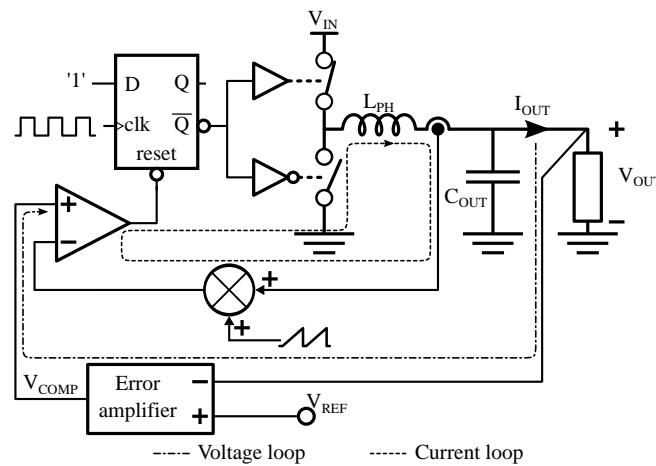 V_IN
'1'
D
Q
clk
Q̅
reset
L_PH
I_OUT
+
C_OUT
V_OUT
−
+
−
+
+
V_COMP
Error
amplifier
−
+
V_REF
Voltage loop
Current loop